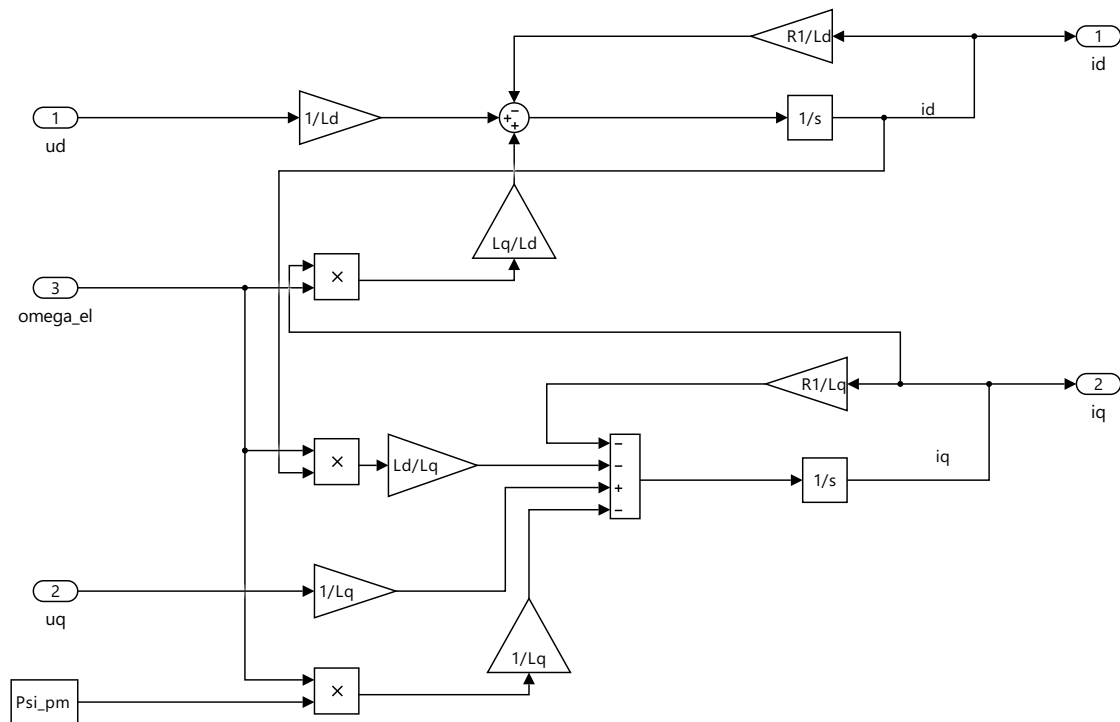 R1/Ld
1
id
1
ud
1/Ld
−
+
+
1/s
id
Lq/Ld
3
omega_el
×
R1/Lq
2
iq
×
Ld/Lq
−
−
+
−
1/s
iq
2
uq
1/Lq
1/Lq
Psi_pm
×